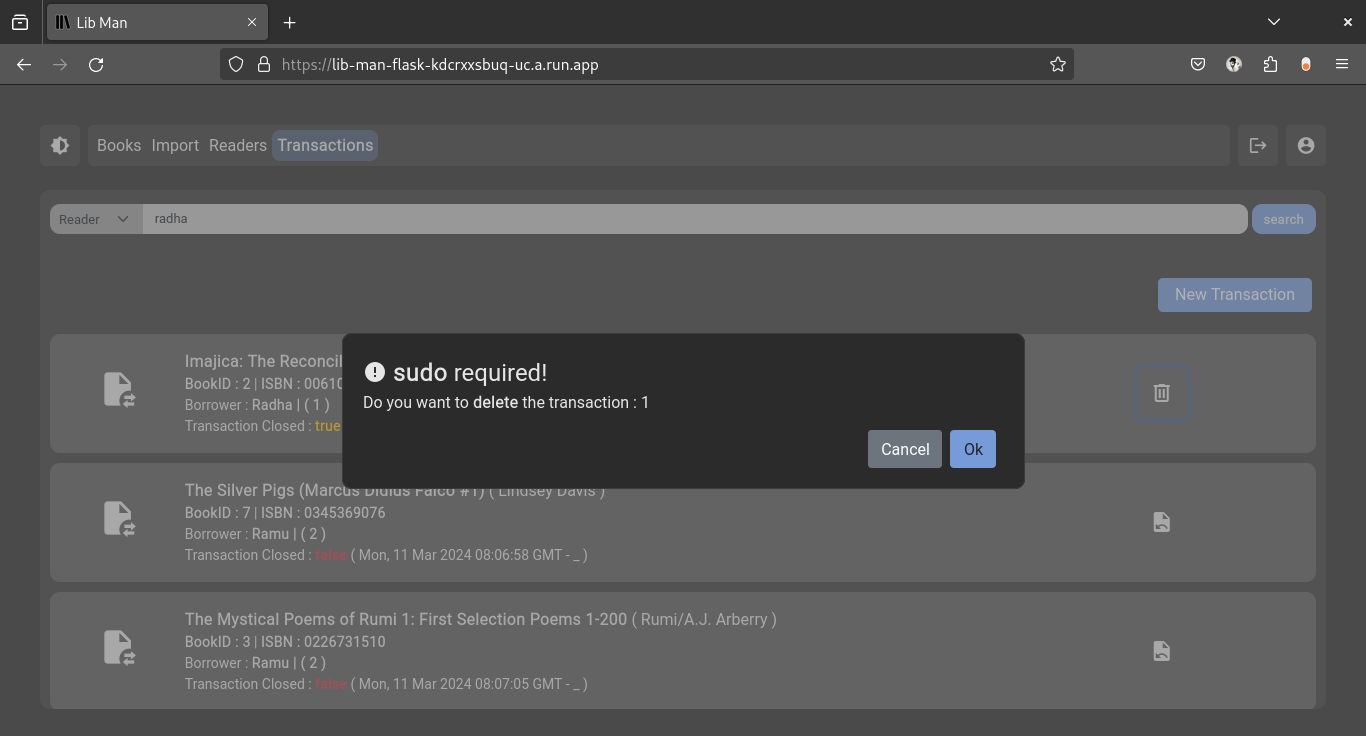 Lib Man
https://lib-man-flask-kdcrxxsbuq-uc.a.run.app
Books Import Readers Transactions
Reader radha search
New Transaction
Imajica: The Reconcil
BookID : 2 | ISBN : 00610
Borrower : Radha | ( 1 )
Transaction Closed : true
sudo required!
Do you want to delete the transaction : 1
Cancel Ok
The Silver Pigs (Marcus Didius Falco #1) ( Lindsey Davis )
BookID : 7 | ISBN : 0345369076
Borrower : Ramu | ( 2 )
Transaction Closed : false ( Mon, 11 Mar 2024 08:06:58 GMT - _ )
The Mystical Poems of Rumi 1: First Selection Poems 1-200 ( Rumi/A.J. Arberry )
BookID : 3 | ISBN : 0226731510
Borrower : Ramu | ( 2 )
Transaction Closed : false ( Mon, 11 Mar 2024 08:07:05 GMT - _ )